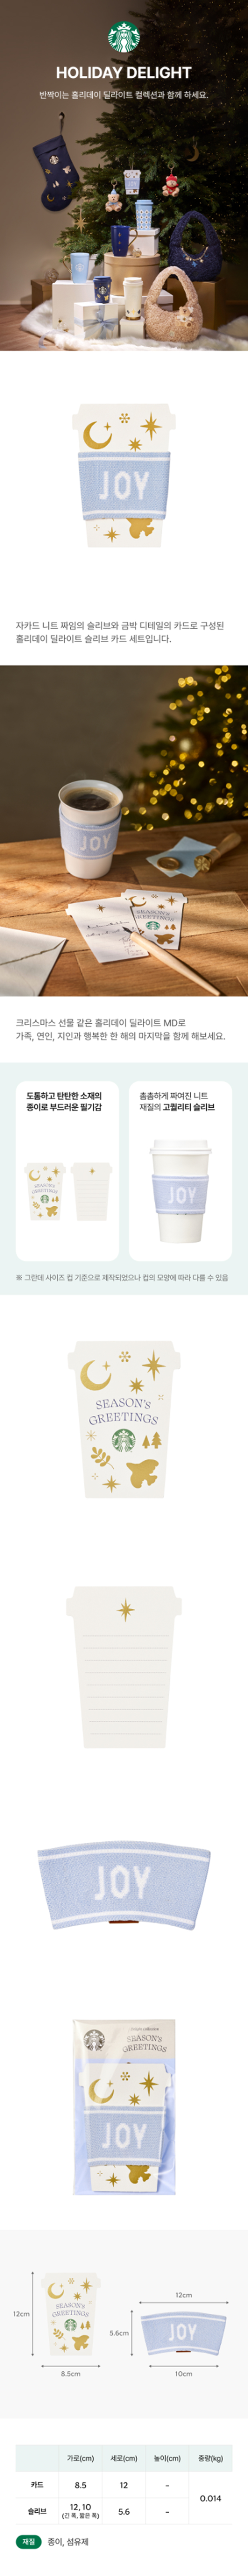 HOLIDAY DELIGHT
반짝이는 홀리데이 딜라이트 컬렉션과 함께 하세요.
JOY
자카드 니트 짜임의 슬리브와 금박 디테일의 카드로 구성된
홀리데이 딜라이트 슬리브 카드 세트입니다.
JOY
SEASON'S
GREETINGS
크리스마스 선물 같은 홀리데이 딜라이트 MD로
가족, 연인, 지인과 행복한 한 해의 마지막을 함께 해보세요.
도톰하고 탄탄한 소재의
종이로 부드러운 필기감
촘촘하게 짜여진 니트
재질의 고퀄리티 슬리브
SEASON'S
GREETINGS
JOY
※ 그란데 사이즈 컵 기준으로 제작되었으나 컵의 모양에 따라 다를 수 있음
SEASON'S
GREETINGS
JOY
SEASON'S
GREETINGS
JOY
12cm
SEASON'S
GREETINGS
8.5cm
12cm
5.6cm
JOY
10cm
가로(cm) 세로(cm) 높이(cm) 중량(kg)
카드 8.5 12 - 0.014
슬리브 12, 10 (긴 폭, 짧은 폭) 5.6 -
재질 종이, 섬유제